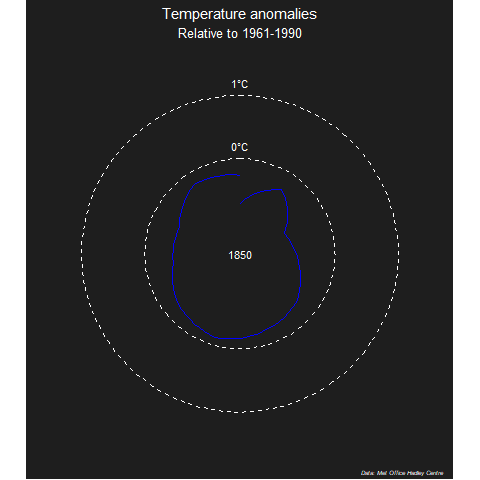 Temperature anomalies
Relative to 1961-1990
1°C
0°C
1850
Data: Met Office Hadley Centre